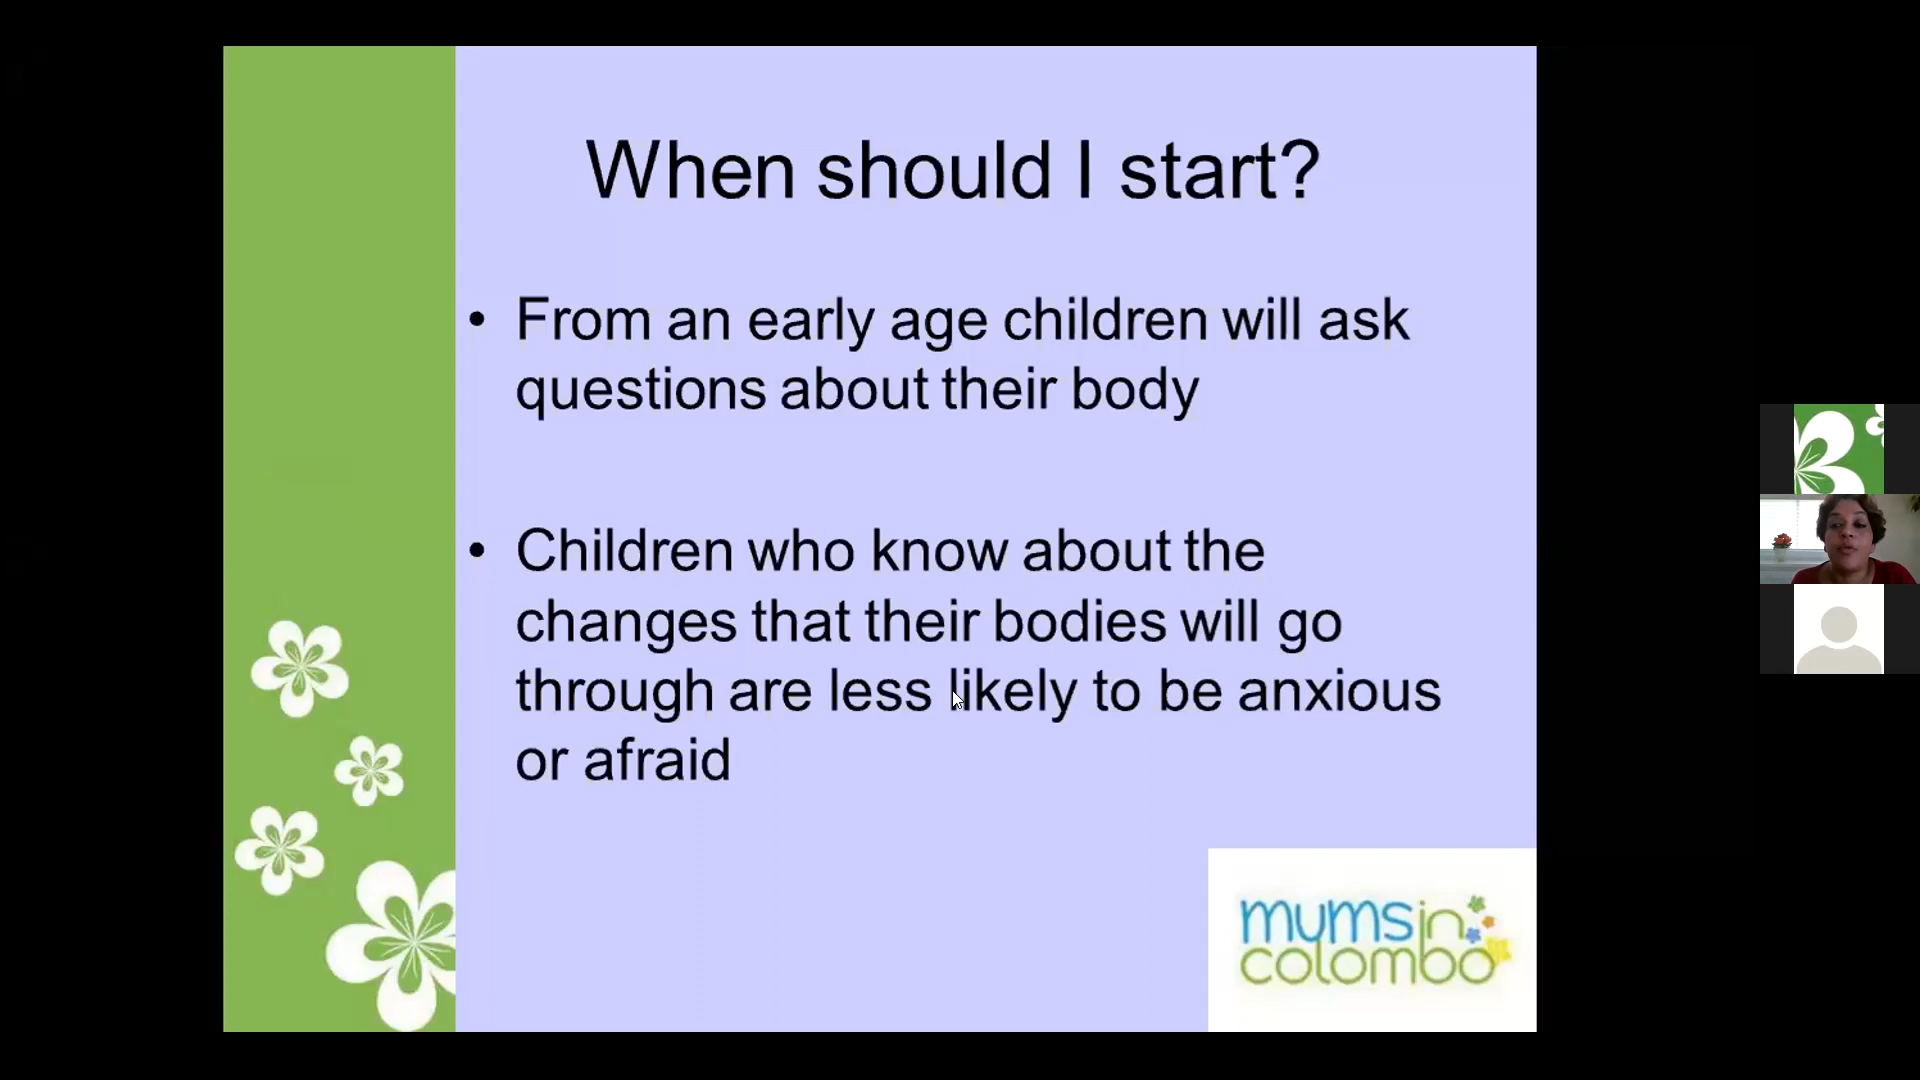 When should I start?
• From an early age children will ask
questions about their body
• Children who know about the
changes that their bodies will go
through are less likely to be anxious
or afraid
mums in
colombo